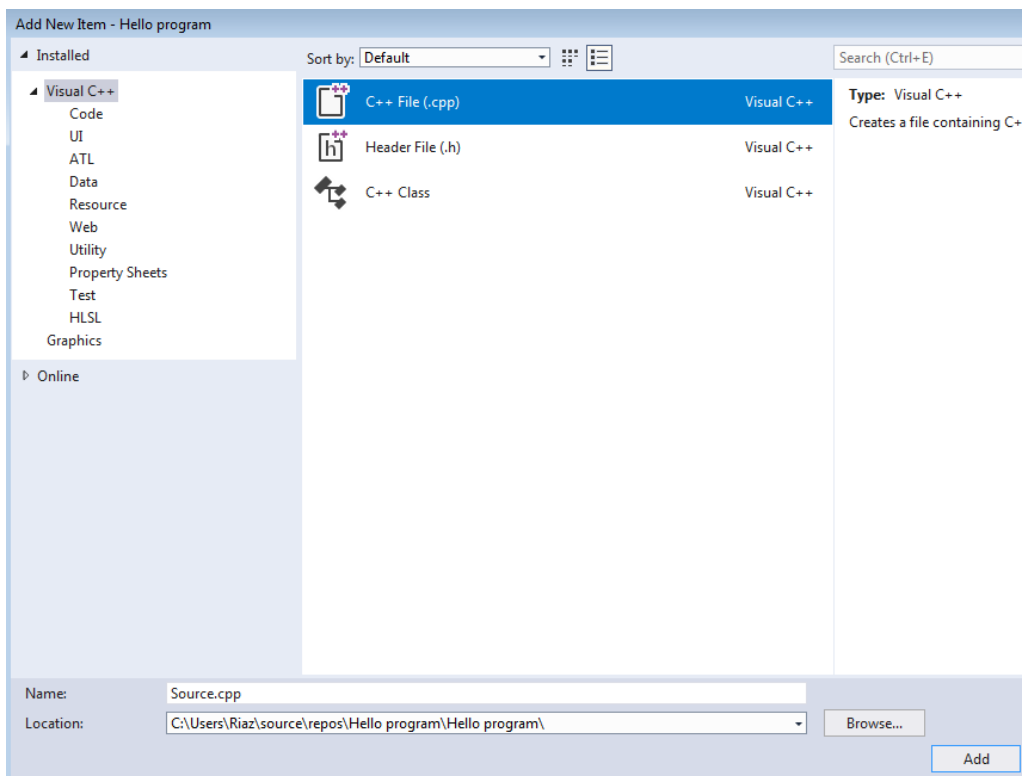 Add New Item - Hello program
Installed
Visual C++
Code
UI
ATL
Data
Resource
Web
Utility
Property Sheets
Test
HLSL
Graphics
Online
Sort by: Default
C++ File (.cpp) Visual C++
Header File (.h) Visual C++
C++ Class Visual C++
Search (Ctrl+E)
Type: Visual C++
Creates a file containing C+
Name: Source.cpp
Location: C:\Users\Riaz\source\repos\Hello program\Hello program\
Browse...
Add